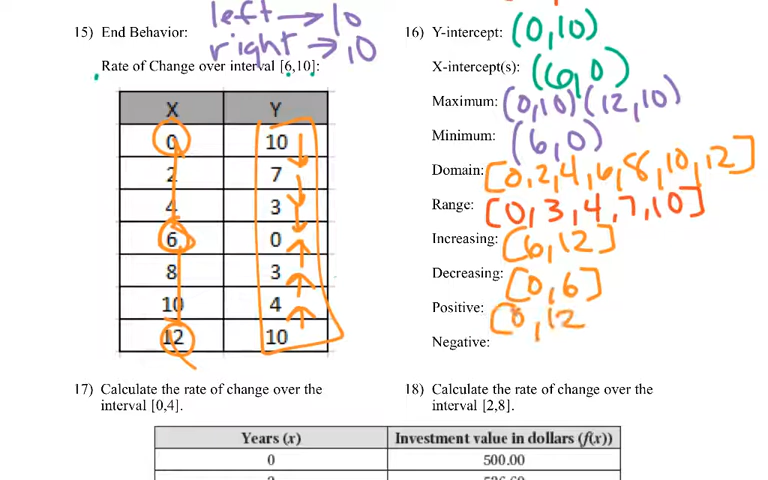 left → 10
15) End Behavior:
right → 10
Rate of Change over interval [6,10]:
X Y
0 10
2 7
4 3
6 0
8 3
10 4
12 10
16) Y-intercept: (0,10)
X-intercept(s): (6,0)
Maximum: (0,10) (12,10)
Minimum: (6,0)
Domain: [0,2,4,6,8,10,12]
Range: [0,3,4,7,10]
Increasing: [6,12]
Decreasing: [0,6]
Positive: [0,12
Negative:
17) Calculate the rate of change over the
interval [0,4].
18) Calculate the rate of change over the
interval [2,8].
Years (x) Investment value in dollars (f(x))
0 500.00